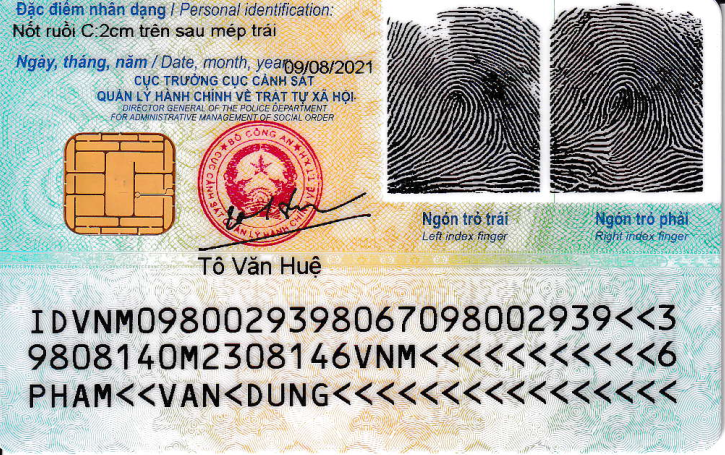 Đặc điểm nhân dạng / Personal identification:
Nốt ruồi C:2cm trên sau mép trái
Ngày, tháng, năm / Date, month, year: 09/08/2021
CỤC TRƯỞNG CỤC CẢNH SÁT
QUẢN LÝ HÀNH CHÍNH VỀ TRẬT TỰ XÃ HỘI
DIRECTOR GENERAL OF THE POLICE DEPARTMENT
FOR ADMINISTRATIVE MANAGEMENT OF SOCIAL ORDER
BỘ CÔNG AN
Ngón trỏ trái
Left index finger
Ngón trỏ phải
Right index finger
Tô Văn Huệ
IDVNM0980029398067098002939<<3
9808140M2308146VNM<<<<<<<<<<<6
PHAM<<VAN<DUNG<<<<<<<<<<<<<<<<